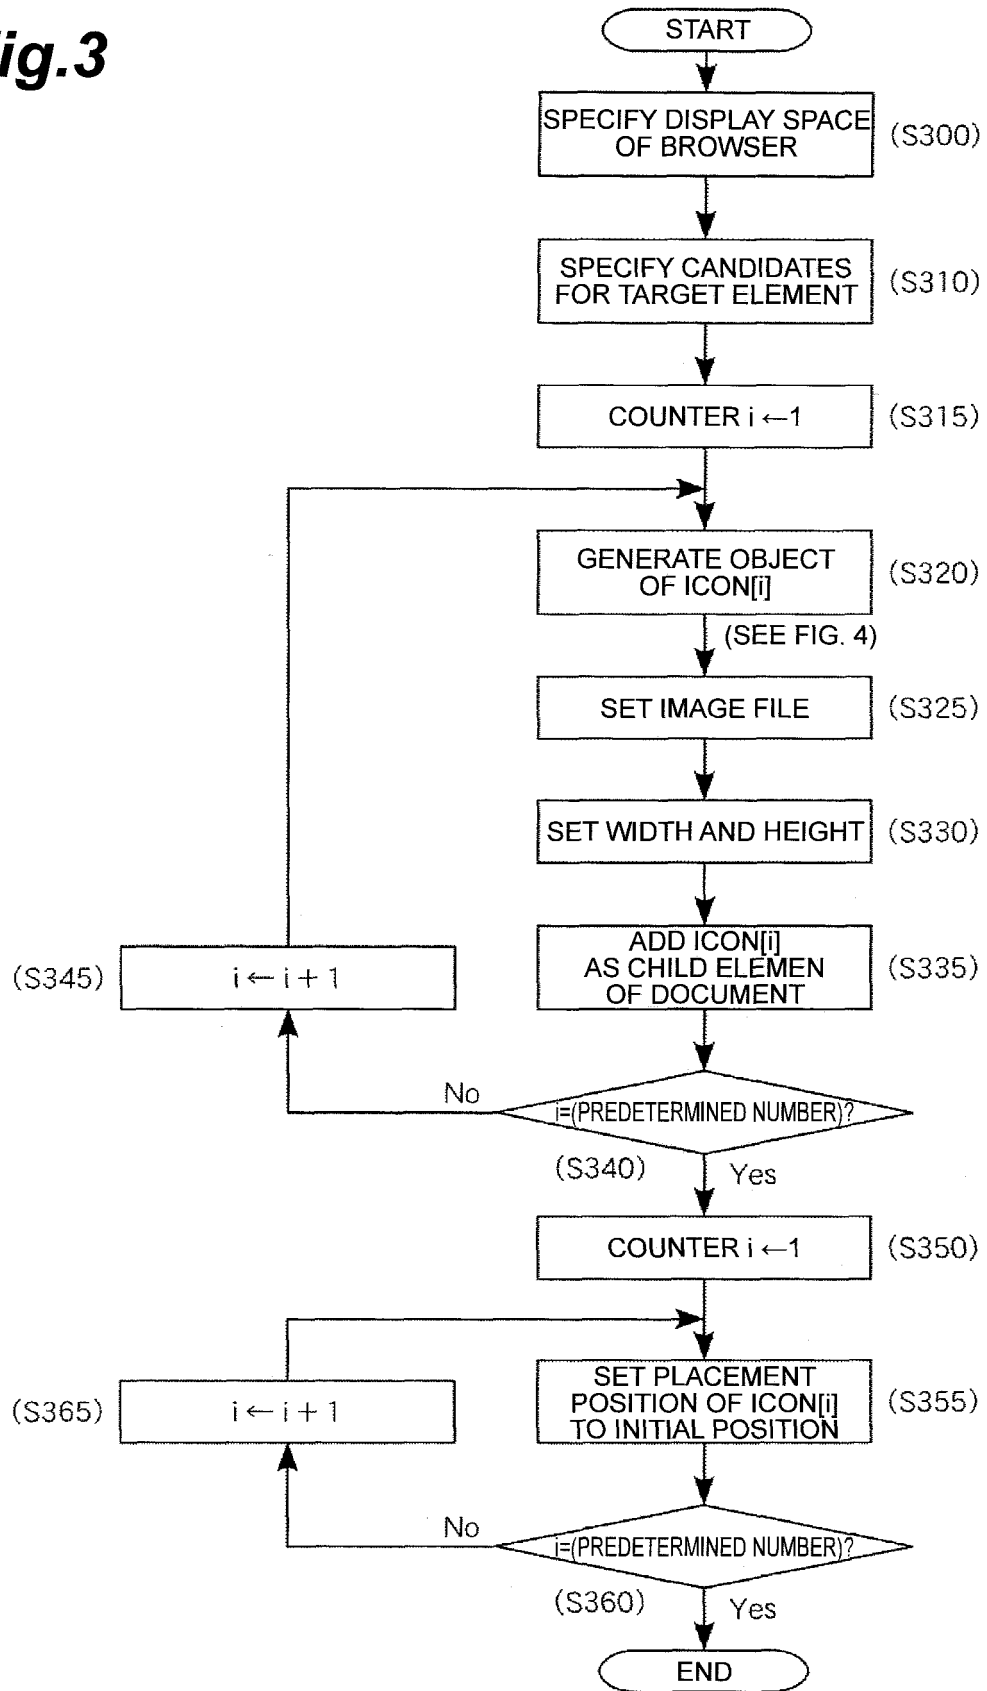 ig.3
START
SPECIFY DISPLAY SPACE
OF BROWSER
(S300)
SPECIFY CANDIDATES
FOR TARGET ELEMENT
(S310)
COUNTER i ←1
(S315)
GENERATE OBJECT
OF ICON[i]
(S320)
(SEE FIG. 4)
SET IMAGE FILE
(S325)
SET WIDTH AND HEIGHT
(S330)
ADD ICON[i]
AS CHILD ELEMEN
OF DOCUMENT
(S335)
(S345)
i ← i + 1
No
i=(PREDETERMINED NUMBER)?
(S340)
Yes
COUNTER i ←1
(S350)
SET PLACEMENT
POSITION OF ICON[i]
TO INITIAL POSITION
(S355)
(S365)
i ← i + 1
No
i=(PREDETERMINED NUMBER)?
(S360)
Yes
END